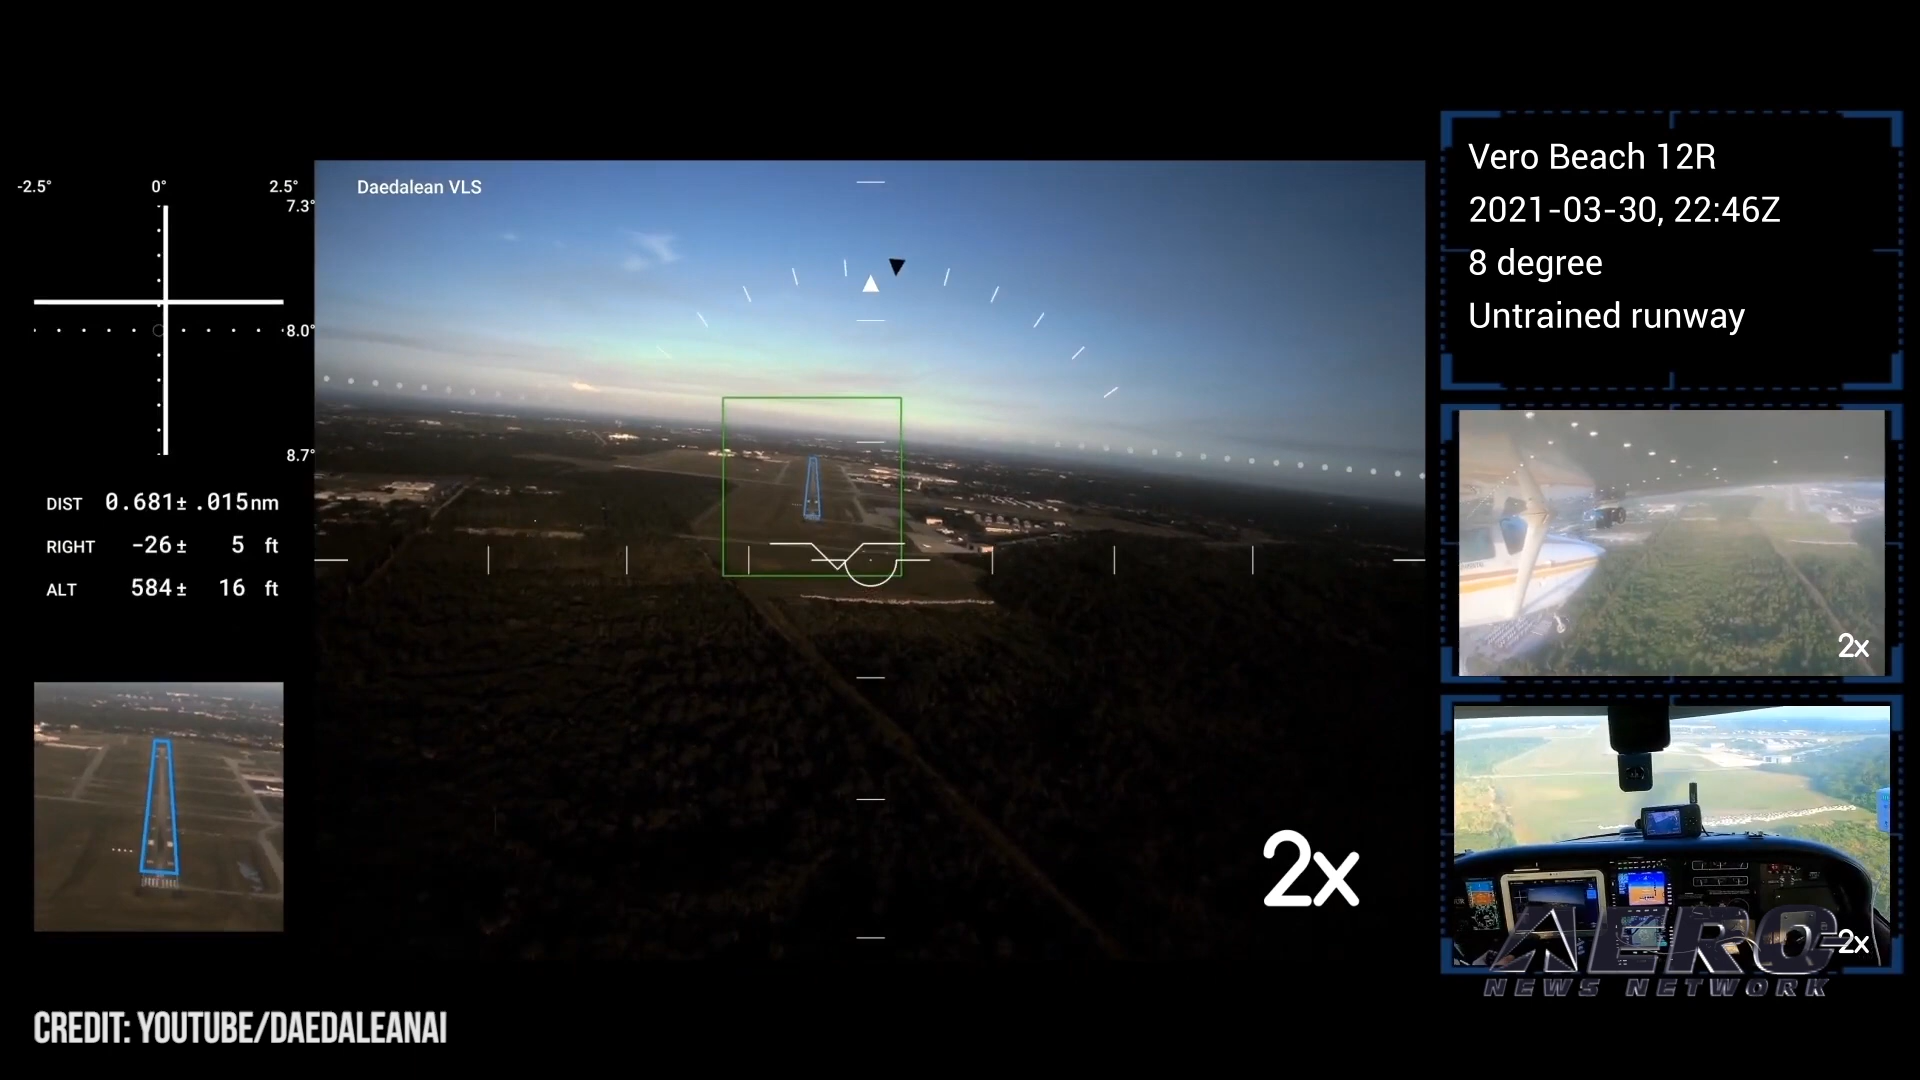 -2.5° 0° 2.5°
7.3°
8.0°
8.7°
DIST 0.681± .015nm
RIGHT -26± 5 ft
ALT 584± 16 ft
Daedalean VLS
2x
Vero Beach 12R
2021-03-30, 22:46Z
8 degree
Untrained runway
2x
2x
AERO
NEWS NETWORK
CREDIT: YOUTUBE/DAEDALEANAI